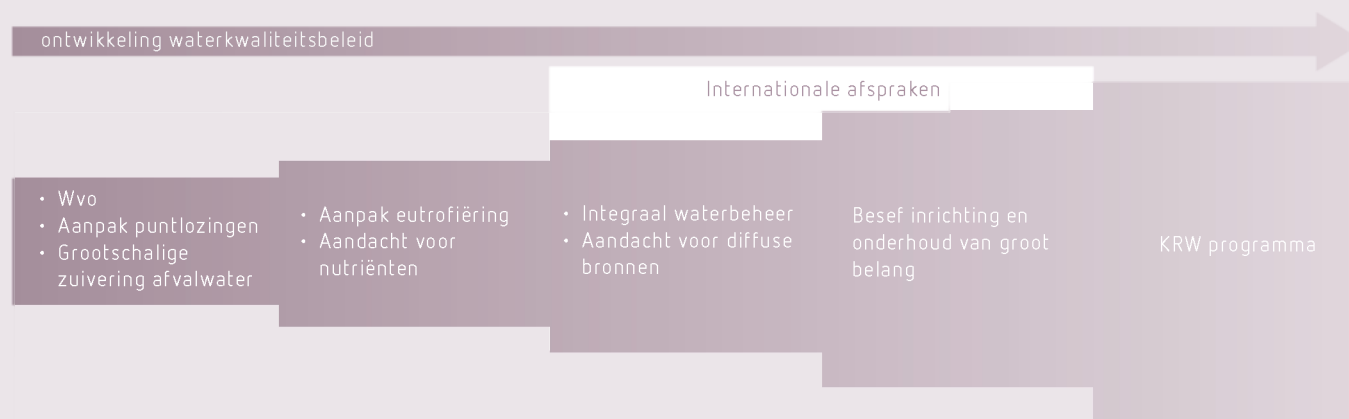 ontwikkeling waterkwaliteitsbeleid
Internationale afspraken
• Wvo
• Aanpak puntlozingen
• Grootschalige
zuivering afvalwater
• Aanpak eutrofiëring
• Aandacht voor
nutriënten
• Integraal waterbeheer
• Aandacht voor diffuse
bronnen
Besef inrichting en
onderhoud van groot
belang
KRW programma